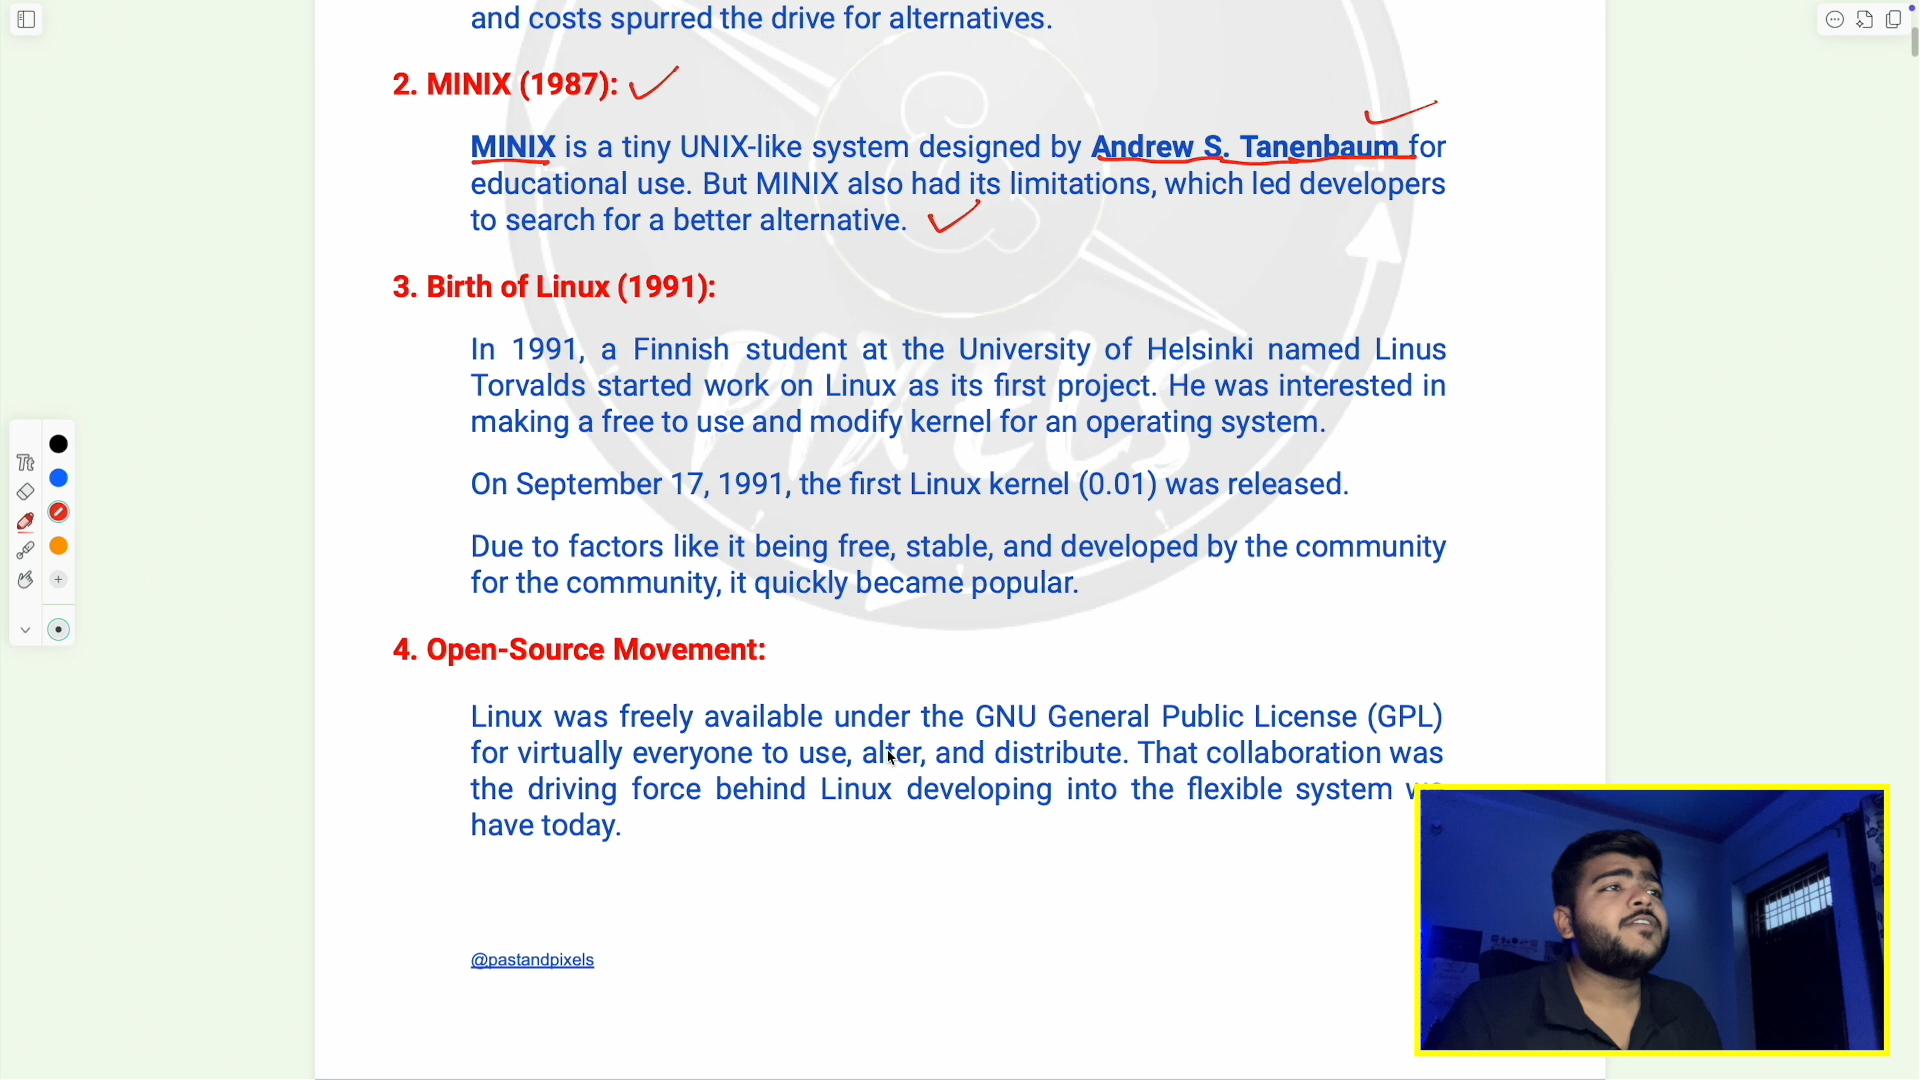 and costs spurred the drive for alternatives.
2. MINIX (1987):
MINIX is a tiny UNIX-like system designed by Andrew S. Tanenbaum for
educational use. But MINIX also had its limitations, which led developers
to search for a better alternative.
3. Birth of Linux (1991):
In 1991, a Finnish student at the University of Helsinki named Linus
Torvalds started work on Linux as its first project. He was interested in
making a free to use and modify kernel for an operating system.
On September 17, 1991, the first Linux kernel (0.01) was released.
Due to factors like it being free, stable, and developed by the community
for the community, it quickly became popular.
4. Open-Source Movement:
Linux was freely available under the GNU General Public License (GPL)
for virtually everyone to use, alter, and distribute. That collaboration was
the driving force behind Linux developing into the flexible system
have today.
@pastandpixels
PIXELS
Tt